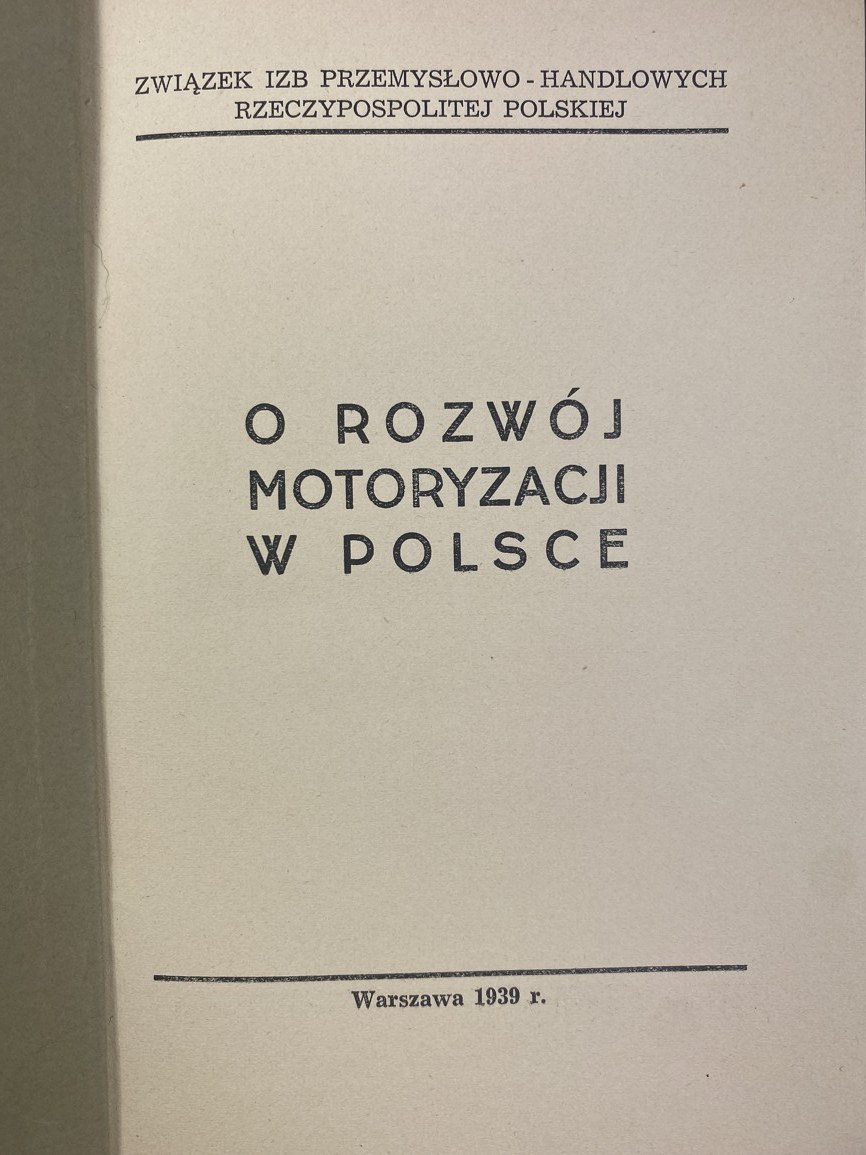 ZWIĄZEK IZB PRZEMYSŁOWO - HANDLOWYCH
RZECZYPOSPOLITEJ POLSKIEJ
O ROZWÓJ
MOTORYZACJI
W POLSCE
Warszawa 1939 r.